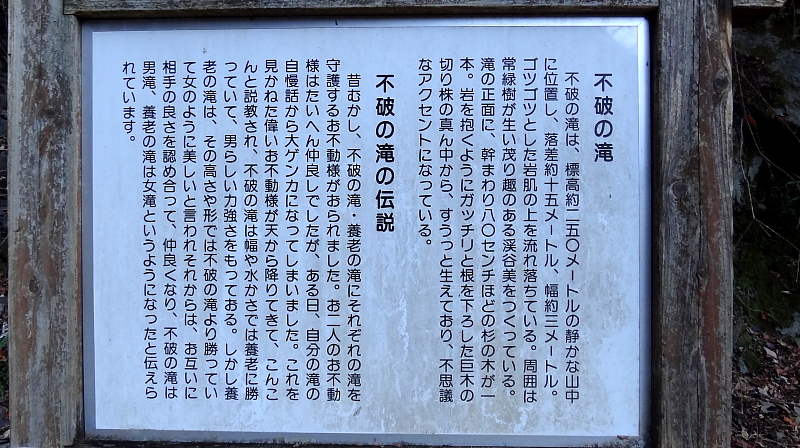 不破の滝
不破の滝は、標高約二五〇メートルの静かな山中
に位置し、落差約十五メートル、幅約三メートル。
ゴツゴツとした岩肌の上を流れ落ちている。周囲は
常緑樹が生い茂り趣のある渓谷美をつくっている。
滝の正面に、幹まわり八〇センチほどの杉の木が一
本。岩を抱くようにガッチリと根を下ろした巨木の
切り株の真ん中から、すうっと生えており、不思議
なアクセントになっている。
不破の滝の伝説
昔むかし、不破の滝・養老の滝にそれぞれの滝を
守護するお不動様がおられました。お二人のお不動
様はたいへん仲良しでしたが、ある日、自分の滝の
自慢話から大ゲンカになってしまいました。これを
見かねた偉いお不動様が天から降りてきて、こんこ
んと説教され、不破の滝は幅や水かさでは養老に勝
っていて、男らしい力強さをもっておる。しかし養
老の滝は、その高さや形では不破の滝より勝ってい
て女のように美しいと言われそれからは、お互いに
相手の良さを認め合って、仲良くなり、不破の滝は
男滝、養老の滝は女滝というようになったと伝えら
れています。